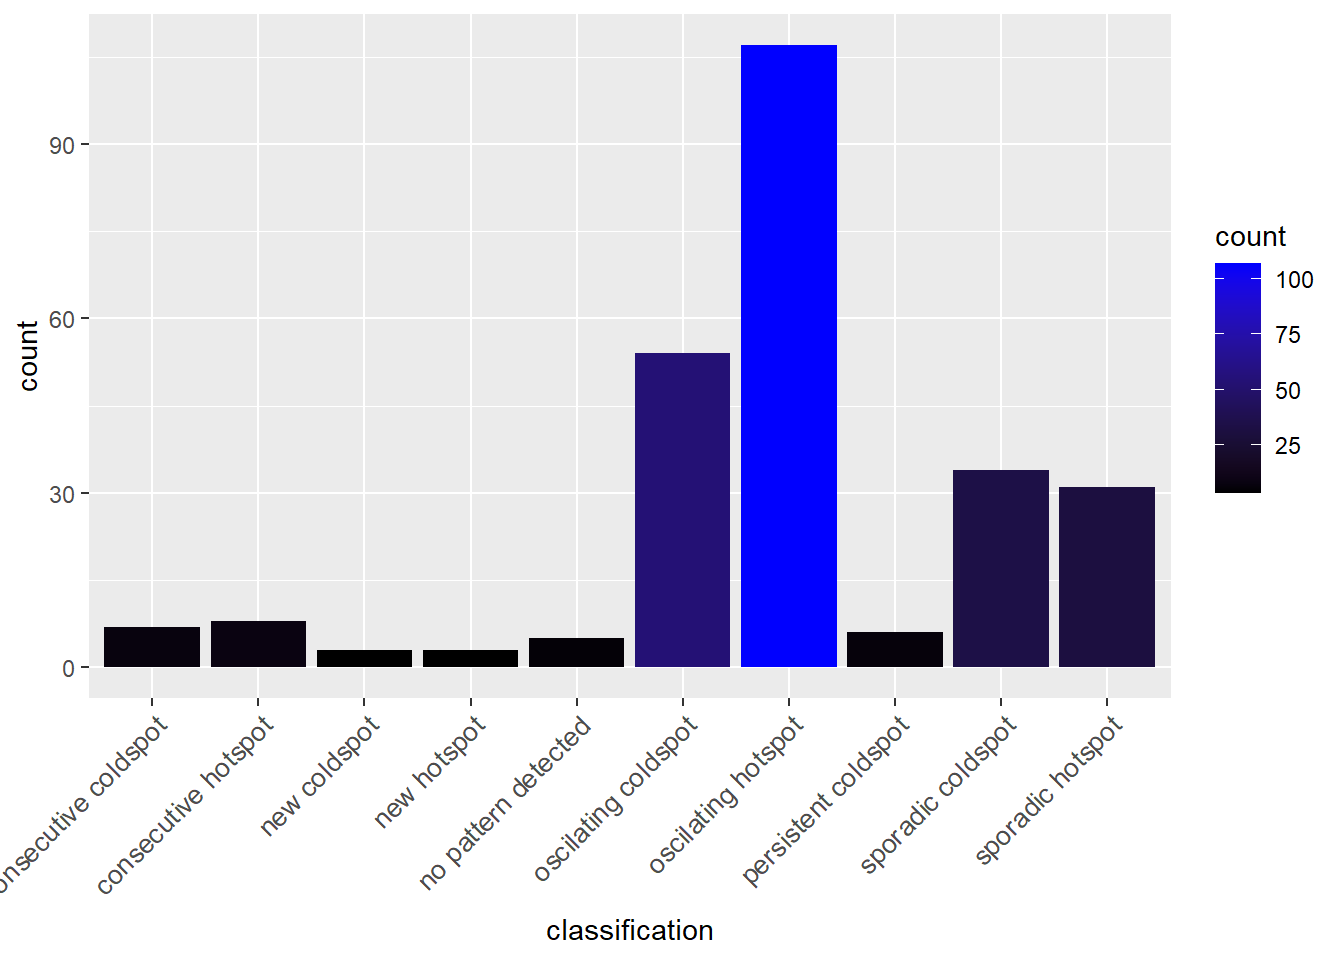 count
90
60
30
0
onsecutive coldspot
consecutive hotspot
new coldspot
new hotspot
no pattern detected
oscilating coldspot
oscilating hotspot
persistent coldspot
sporadic coldspot
sporadic hotspot
classification
count
100
75
50
25